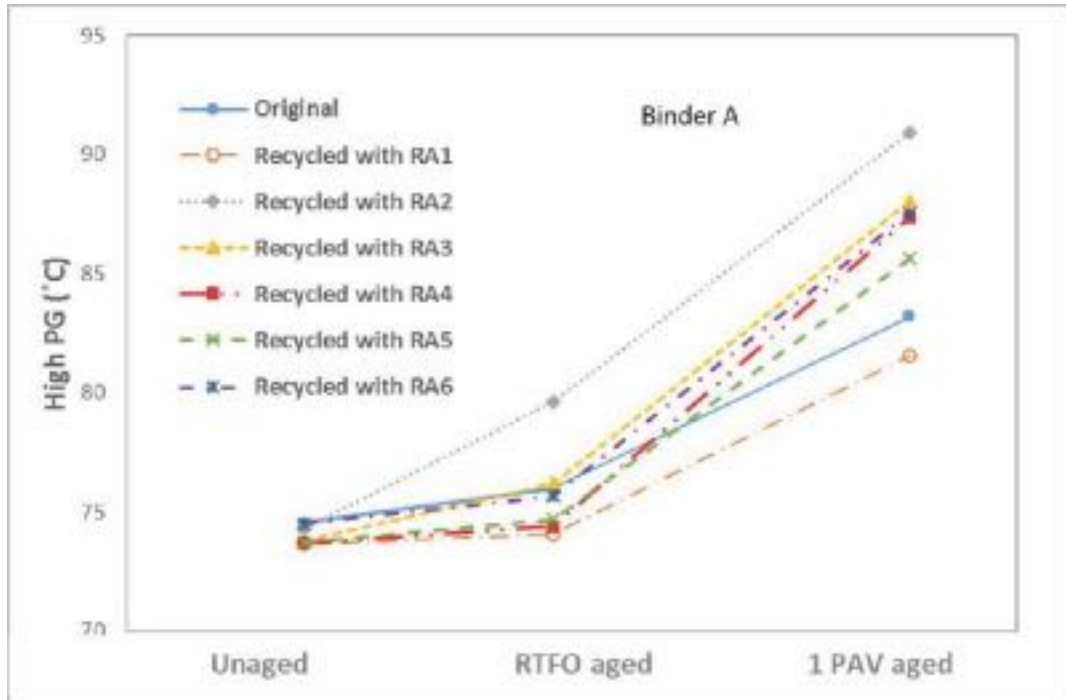 95
90
85
80
75
70
High PG (˚C)
Binder A
Original
Recycled with RA1
Recycled with RA2
Recycled with RA3
Recycled with RA4
Recycled with RA5
Recycled with RA6
Unaged RTFO aged 1 PAV aged